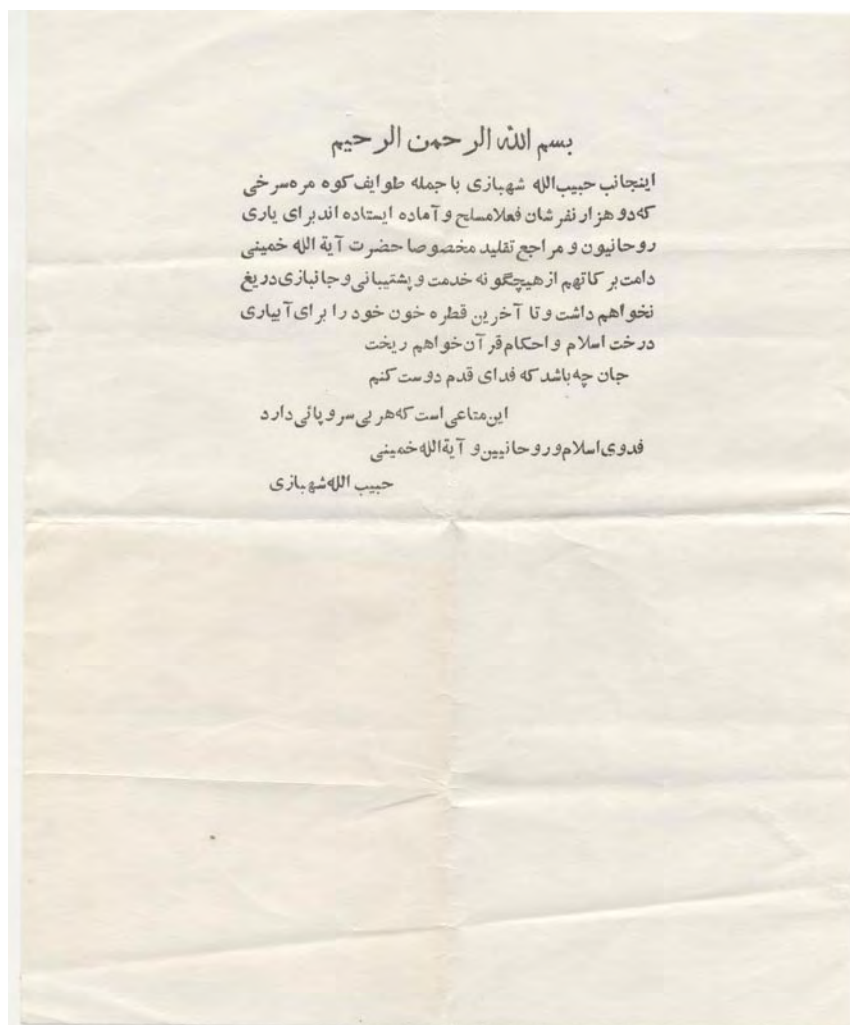 بسم الله الرحمن الرحیم
اینجانب حبیب‌الله شهبازی با جمله طوایف کوه مره‌سرخی
که دو هزار نفرشان فعلا مسلح و آماده ایستاده اند برای یاری
روحانیون و مراجع تقلید مخصوصا حضرت آیة الله خمینی
دامت برکاتهم از هیچگونه خدمت و پشتیبانی و جانبازی دریغ
نخواهم داشت و تا آخرین قطره خون خود را برای آبیاری
درخت اسلام و احکام قرآن خواهم ریخت
جان چه باشد که فدای قدم دوست کنم
این متاعی است که هر بی سر و پائی دارد
فدوی اسلام و روحانیین و آیة الله خمینی
حبیب الله شهبازی